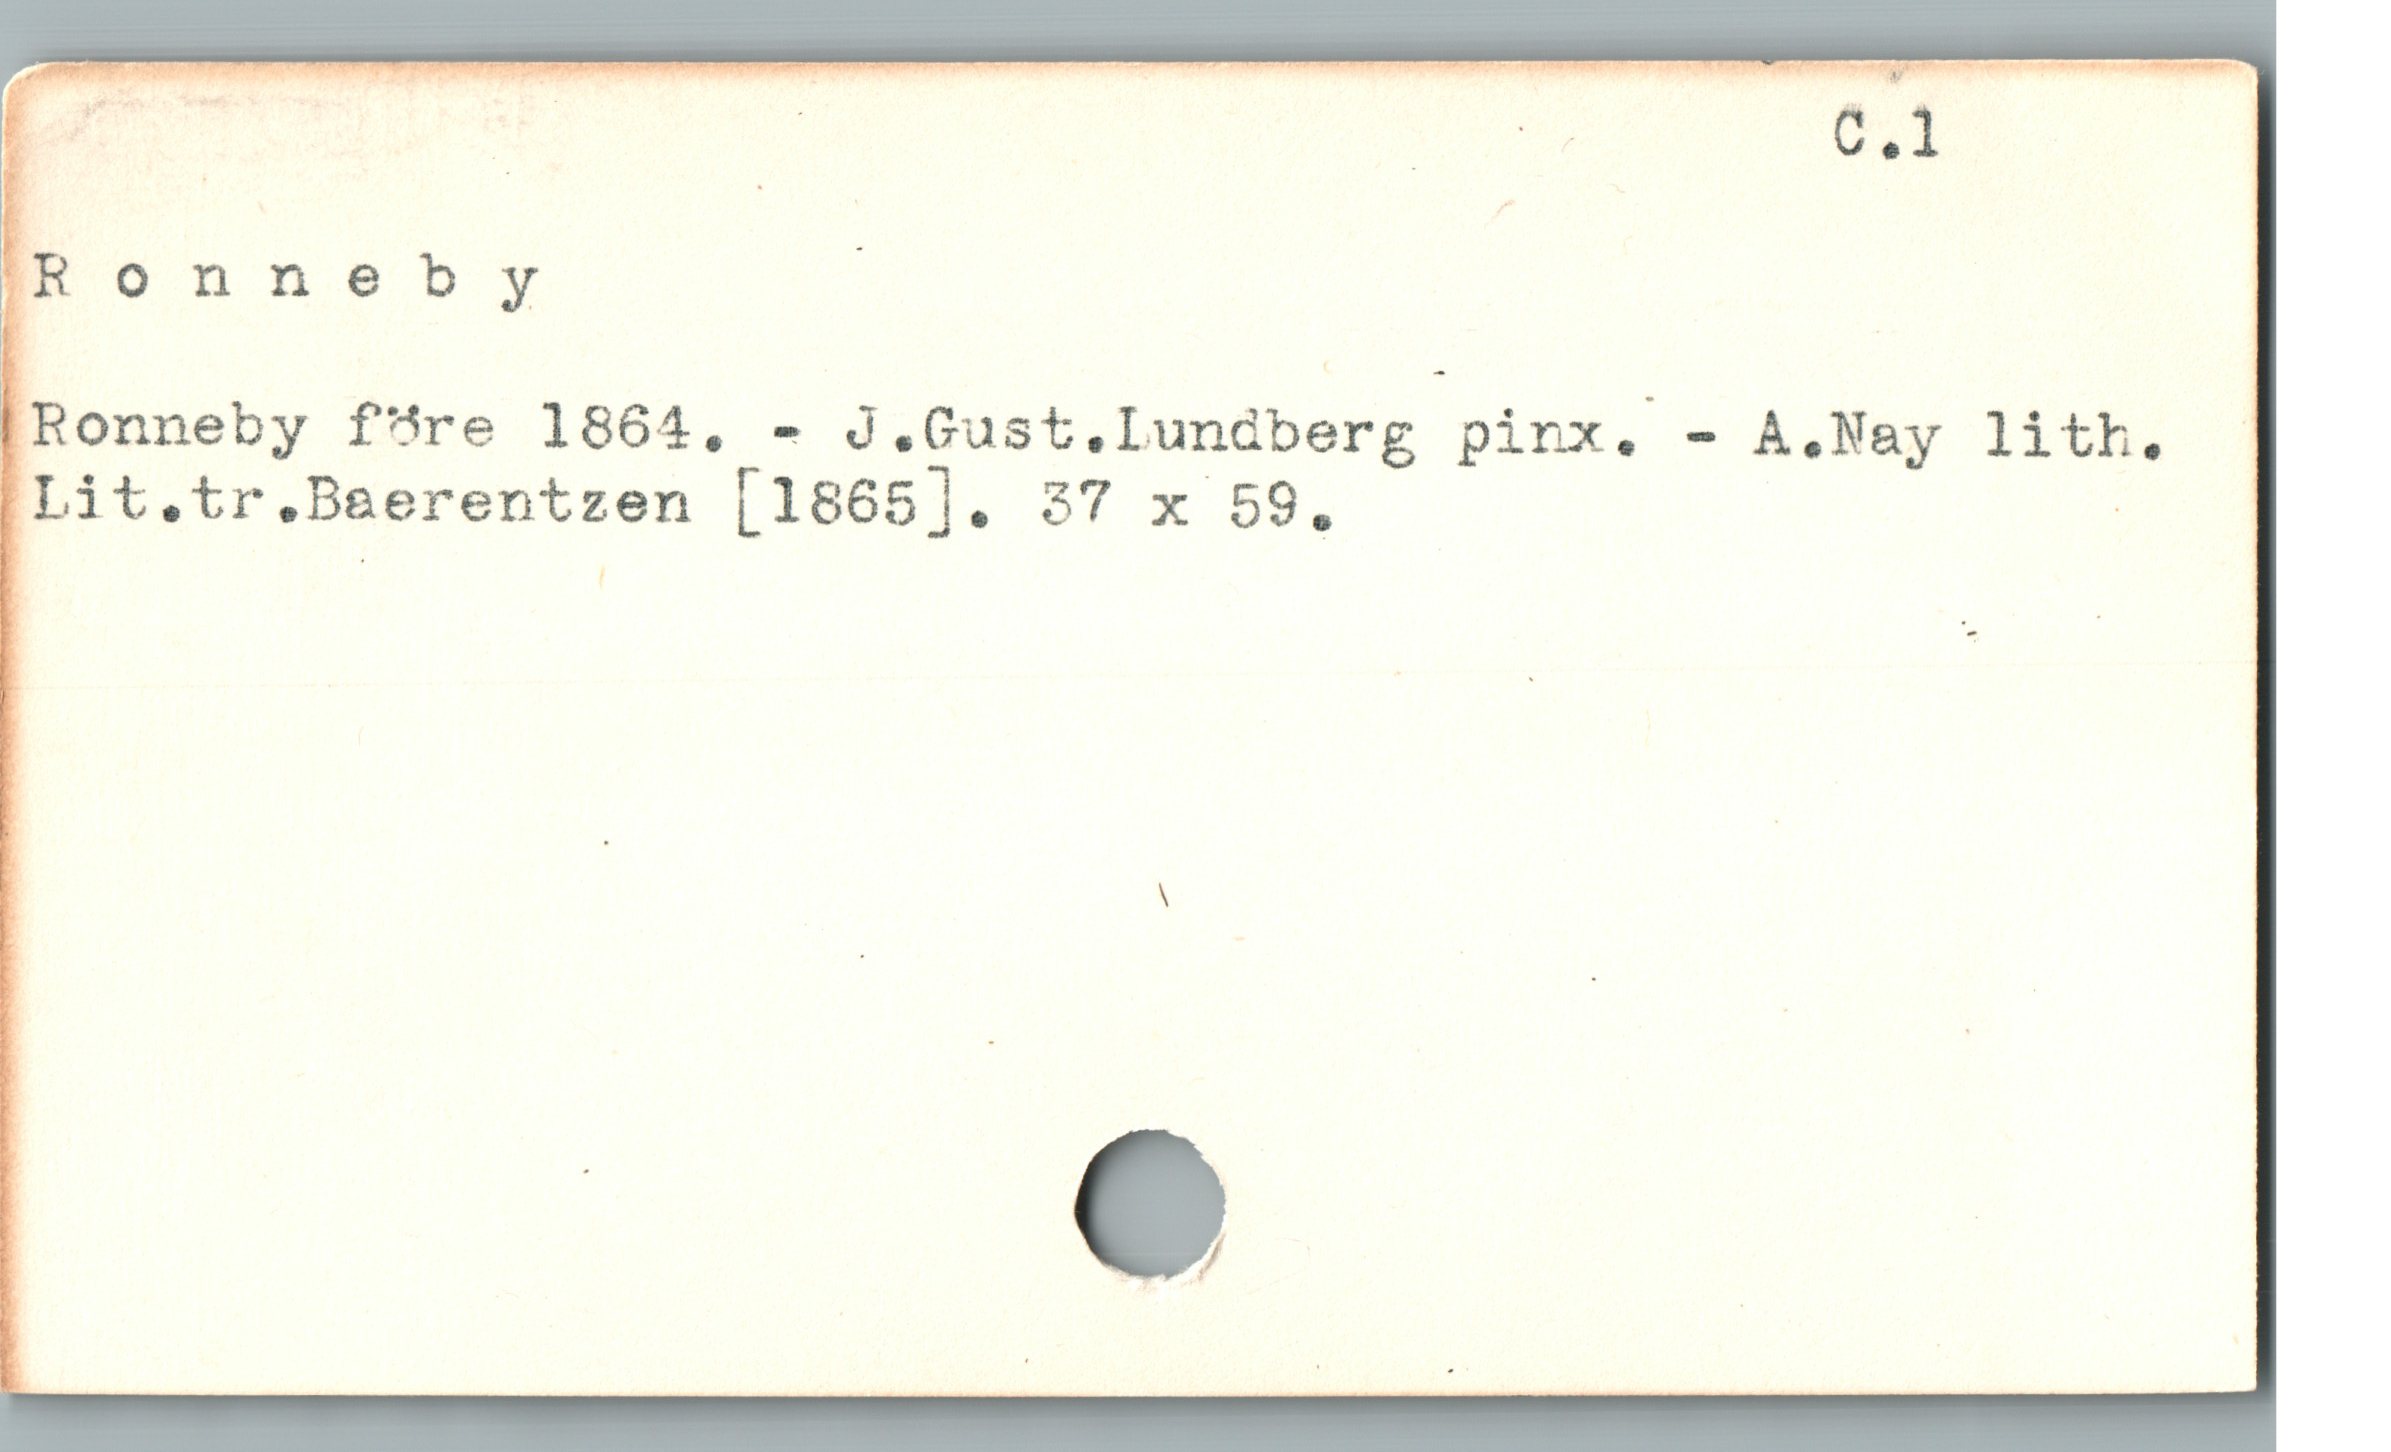 C.1
R o n n e b y
Ronneby före 1864. - J.Gust.Lundberg pinx. - A.Nay lith.
Lit.tr.Baerentzen [1865]. 37 x 59.